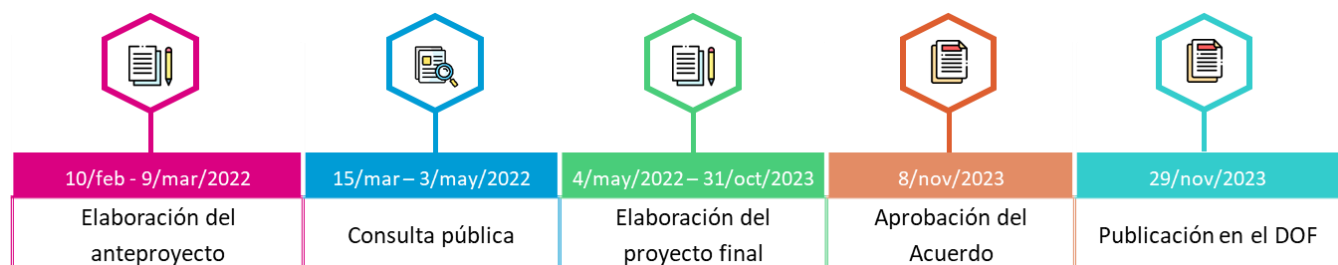 10/feb - 9/mar/2022
Elaboración del
anteproyecto
15/mar – 3/may/2022
Consulta pública
4/may/2022 – 31/oct/2023
Elaboración del
proyecto final
8/nov/2023
Aprobación del
Acuerdo
29/nov/2023
Publicación en el DOF